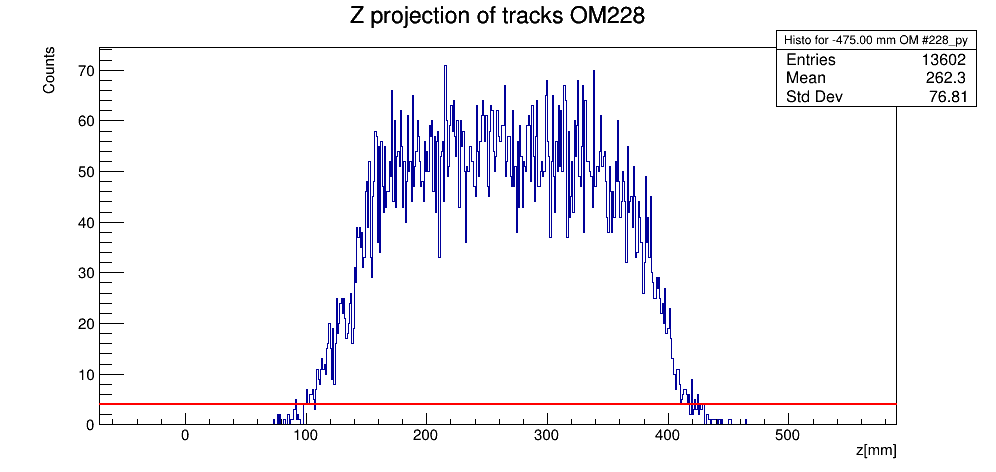 Z projection of tracks OM228
Histo for -475.00 mm OM #228_py
Entries 13602
Mean 262.3
Std Dev 76.81
Counts
70
60
50
40
30
20
10
0
0 100 200 300 400 500
z[mm]